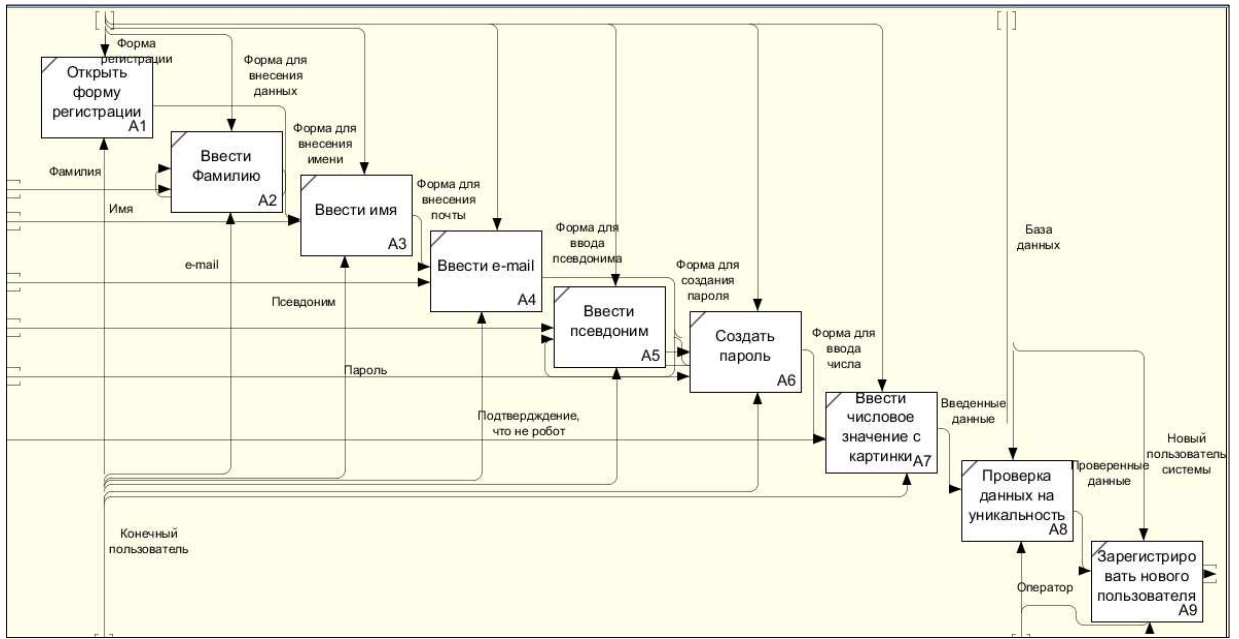 Форма
регистрации
Открыть
форму
регистрации
A1
Форма для
внесения
данных
Фамилия
Ввести
Фамилию
A2
Форма для
внесения
имени
Имя
Ввести имя
A3
Форма для
внесения
почты
e-mail
Ввести e-mail
A4
Форма для
ввода
псевдонима
Псевдоним
Ввести
псевдоним
A5
Форма для
создания
пароля
Пароль
Создать
пароль
A6
Форма для
ввода
числа
Подтверждение,
что не робот
Ввести
числовое
значение с
картинки
A7
Введенные
данные
База
данных
Проверка
данных на
уникальность
A8
Проверенные
данные
Новый
пользователь
системы
Конечный
пользователь
Оператор
Зарегистриро
вать нового
пользователя
A9